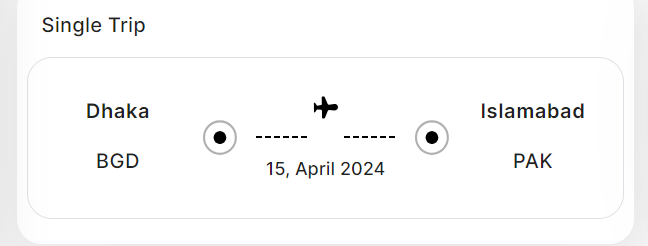 Single Trip
Dhaka
BGD
15, April 2024
Islamabad
PAK